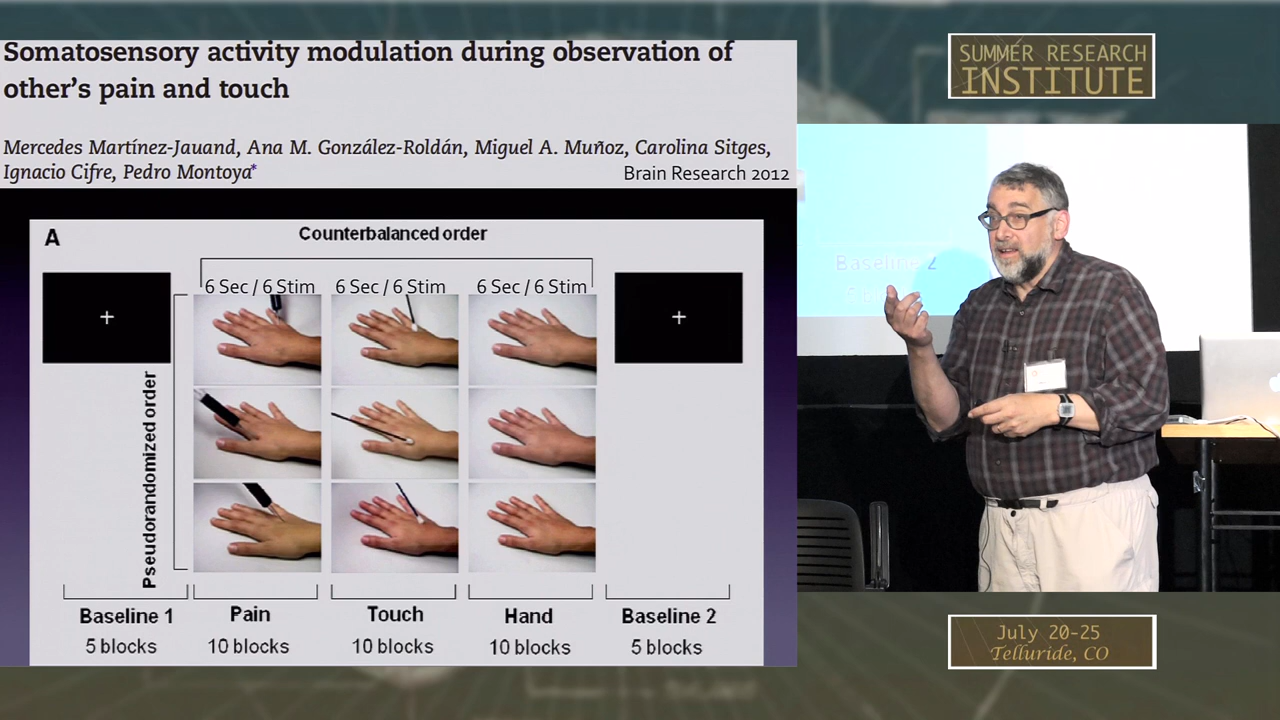 Somatosensory activity modulation during observation of
other's pain and touch
Mercedes Martínez-Jauand, Ana M. González-Roldán, Miguel A. Muñoz, Carolina Sitges,
Ignacio Cifre, Pedro Montoya*
Brain Research 2012
A
Counterbalanced order
6 Sec / 6 Stim 6 Sec / 6 Stim 6 Sec / 6 Stim
Pseudorandomized order
Baseline 1 Pain Touch Hand Baseline 2
5 blocks 10 blocks 10 blocks 10 blocks 5 blocks
SUMMER RESEARCH
INSTITUTE
Baseline 2
July 20-25
Telluride, CO